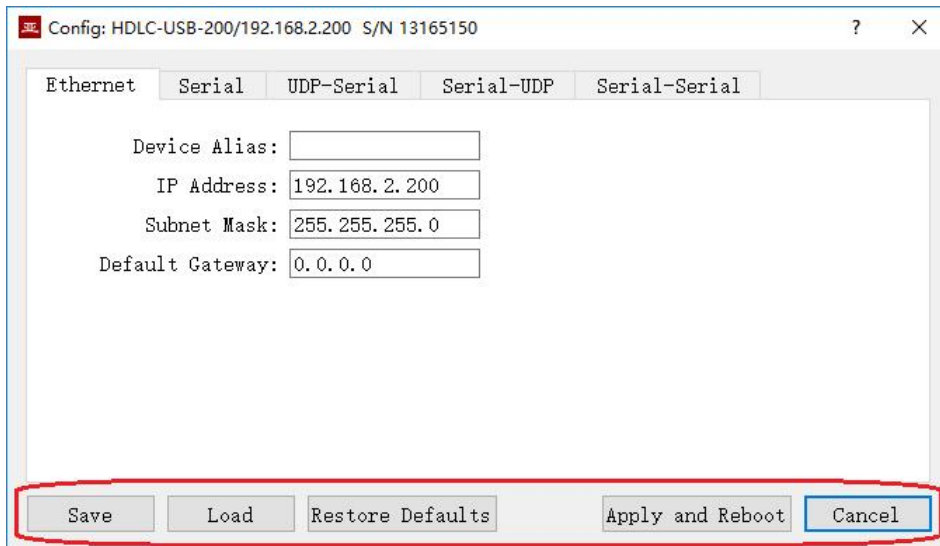 亚 Config: HDLC-USB-200/192.168.2.200 S/N 13165150 ?
Ethernet Serial UDP-Serial Serial-UDP Serial-Serial
Device Alias:
IP Address: 192.168.2.200
Subnet Mask: 255.255.255.0
Default Gateway: 0.0.0.0
Save Load Restore Defaults Apply and Reboot Cancel